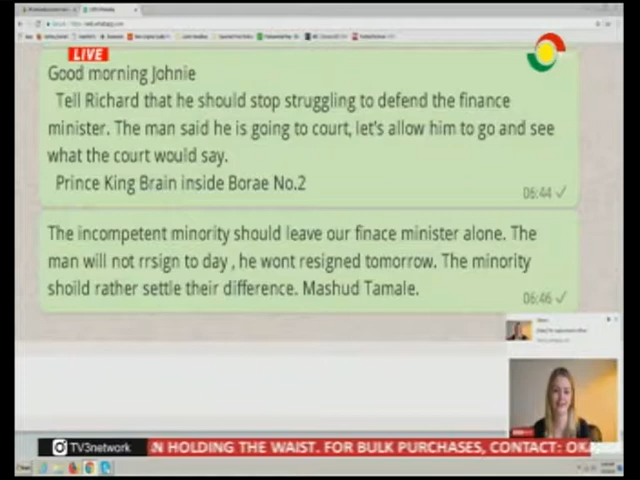 LIVE
Good morning Johnie
Tell Richard that he should stop struggling to defend the finance
minister. The man said he is going to court, let's allow him to go and see
what the court would say.
Prince King Brain inside Borae No.2
06:44
The incompetent minority should leave our finace minister alone. The
man will not rrsign to day , he wont resigned tomorrow. The minority
shoild rather settle their difference. Mashud Tamale.
06:46
TV3network
N HOLDING THE WAIST. FOR BULK PURCHASES, CONTACT: OKA